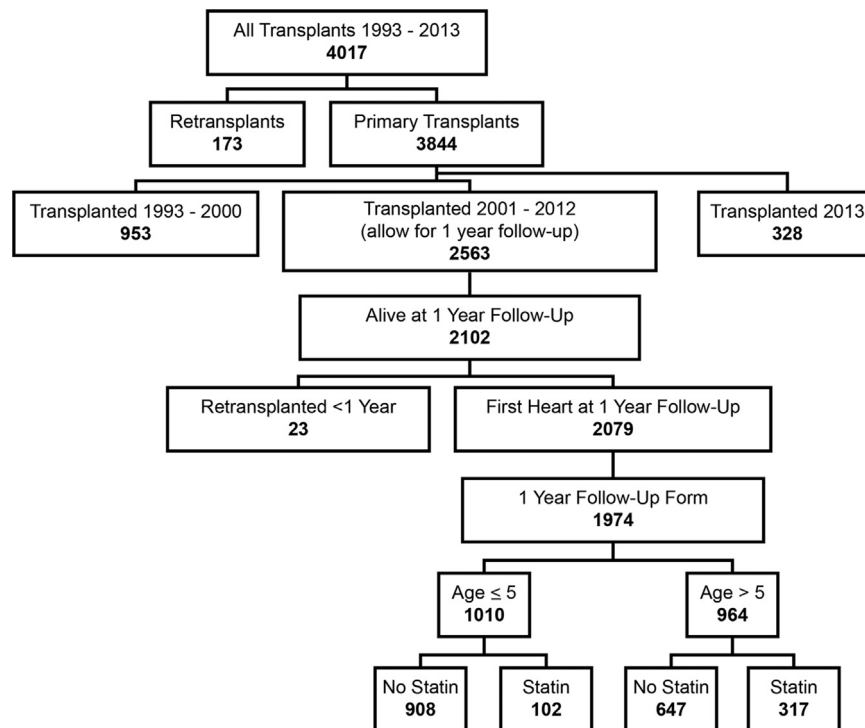 All Transplants 1993 - 2013
4017
Retransplants
173
Primary Transplants
3844
Transplanted 1993 - 2000
953
Transplanted 2001 - 2012
(allow for 1 year follow-up)
2563
Transplanted 2013
328
Alive at 1 Year Follow-Up
2102
Retransplanted <1 Year
23
First Heart at 1 Year Follow-Up
2079
1 Year Follow-Up Form
1974
Age ≤ 5
1010
Age > 5
964
No Statin
908
Statin
102
No Statin
647
Statin
317